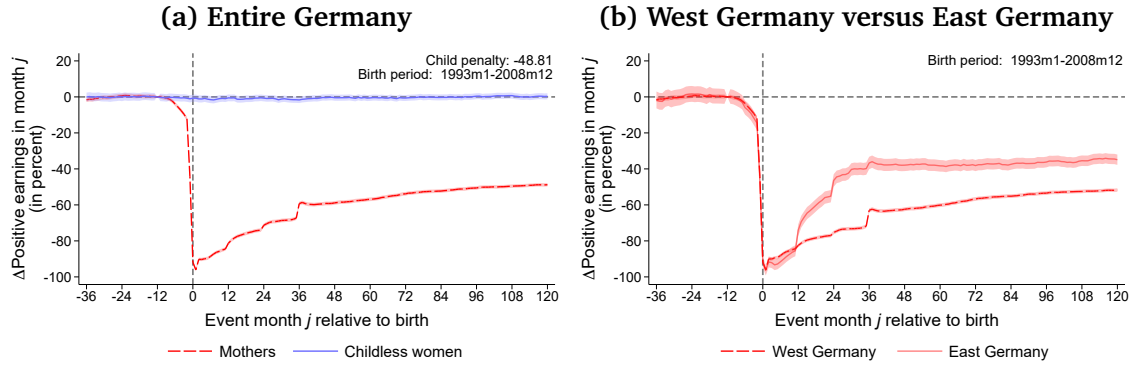 (a) Entire Germany
ΔPositive earnings in month j
(in percent)
20
0
-20
-40
-60
-80
-100
Child penalty: -48.81
Birth period: 1993m1-2008m12
-36 -24 -12 0 12 24 36 48 60 72 84 96 108 120
Event month j relative to birth
Mothers Childless women
(b) West Germany versus East Germany
ΔPositive earnings in month j
(in percent)
20
0
-20
-40
-60
-80
-100
Birth period: 1993m1-2008m12
-36 -24 -12 0 12 24 36 48 60 72 84 96 108 120
Event month j relative to birth
West Germany East Germany